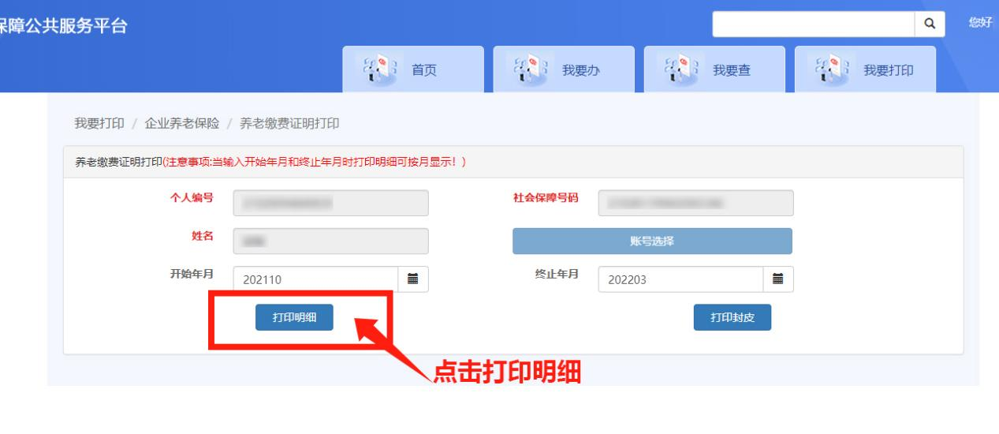 保障公共服务平台
您好
首页
我要办
我要查
我要打印
我要打印 / 企业养老保险 / 养老缴费证明打印
养老缴费证明打印(注意事项:当输入开始年月和终止年月时打印明细可按月显示！)
个人编号
社会保障号码
姓名
账号选择
开始年月 202110
终止年月 202203
打印明细
打印封皮
点击打印明细